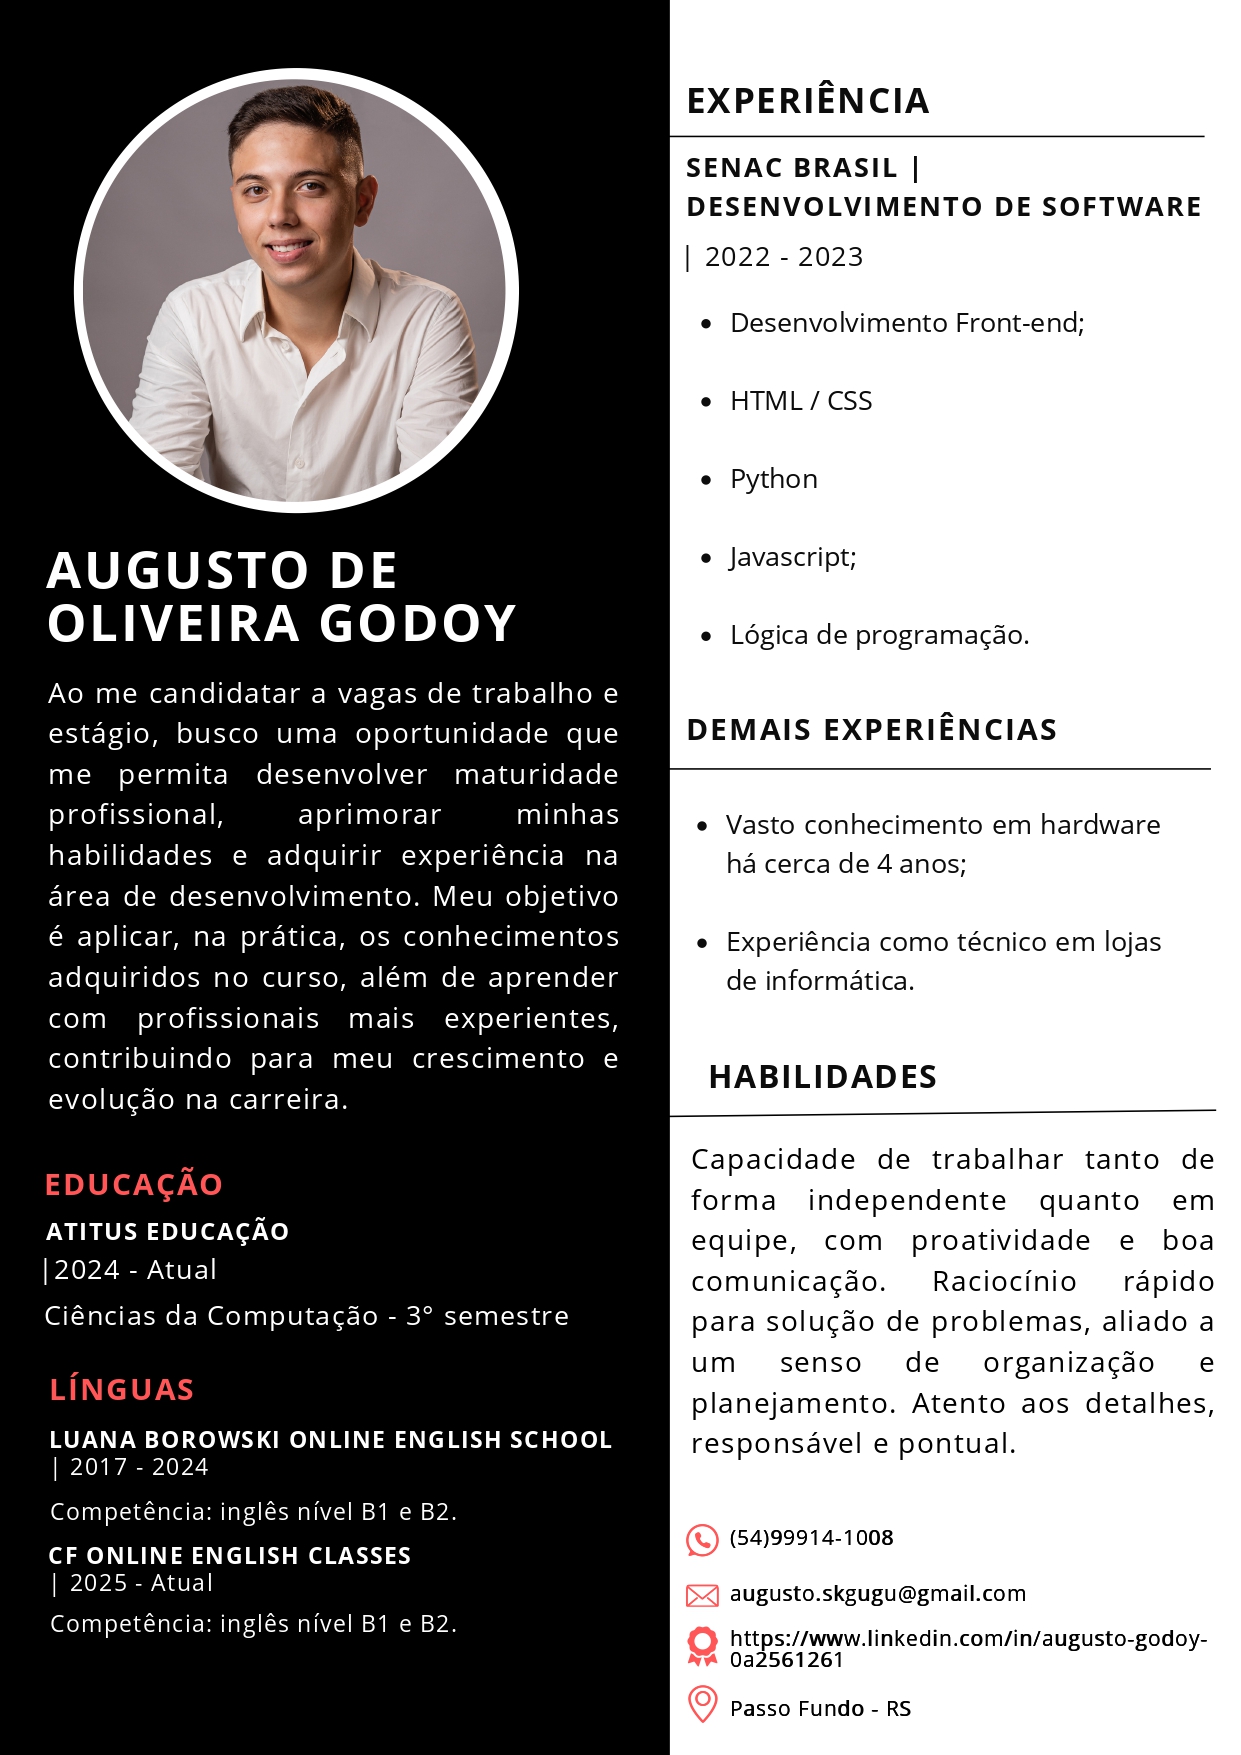 AUGUSTO DE
OLIVEIRA GODOY
Ao me candidatar a vagas de trabalho e
estágio, busco uma oportunidade que
me permita desenvolver maturidade
profissional, aprimorar minhas
habilidades e adquirir experiência na
área de desenvolvimento. Meu objetivo
é aplicar, na prática, os conhecimentos
adquiridos no curso, além de aprender
com profissionais mais experientes,
contribuindo para meu crescimento e
evolução na carreira.
EDUCAÇÃO
ATITUS EDUCAÇÃO
|2024 - Atual
Ciências da Computação - 3° semestre
LÍNGUAS
LUANA BOROWSKI ONLINE ENGLISH SCHOOL
| 2017 - 2024
Competência: inglês nível B1 e B2.
CF ONLINE ENGLISH CLASSES
| 2025 - Atual
Competência: inglês nível B1 e B2.
EXPERIÊNCIA
SENAC BRASIL |
DESENVOLVIMENTO DE SOFTWARE
| 2022 - 2023
• Desenvolvimento Front-end;
• HTML / CSS
• Python
• Javascript;
• Lógica de programação.
DEMAIS EXPERIÊNCIAS
• Vasto conhecimento em hardware
há cerca de 4 anos;
• Experiência como técnico em lojas
de informática.
HABILIDADES
Capacidade de trabalhar tanto de
forma independente quanto em
equipe, com proatividade e boa
comunicação. Raciocínio rápido
para solução de problemas, aliado a
um senso de organização e
planejamento. Atento aos detalhes,
responsável e pontual.
(54)99914-1008
augusto.skgugu@gmail.com
https://www.linkedin.com/in/augusto-godoy-
0a2561261
Passo Fundo - RS